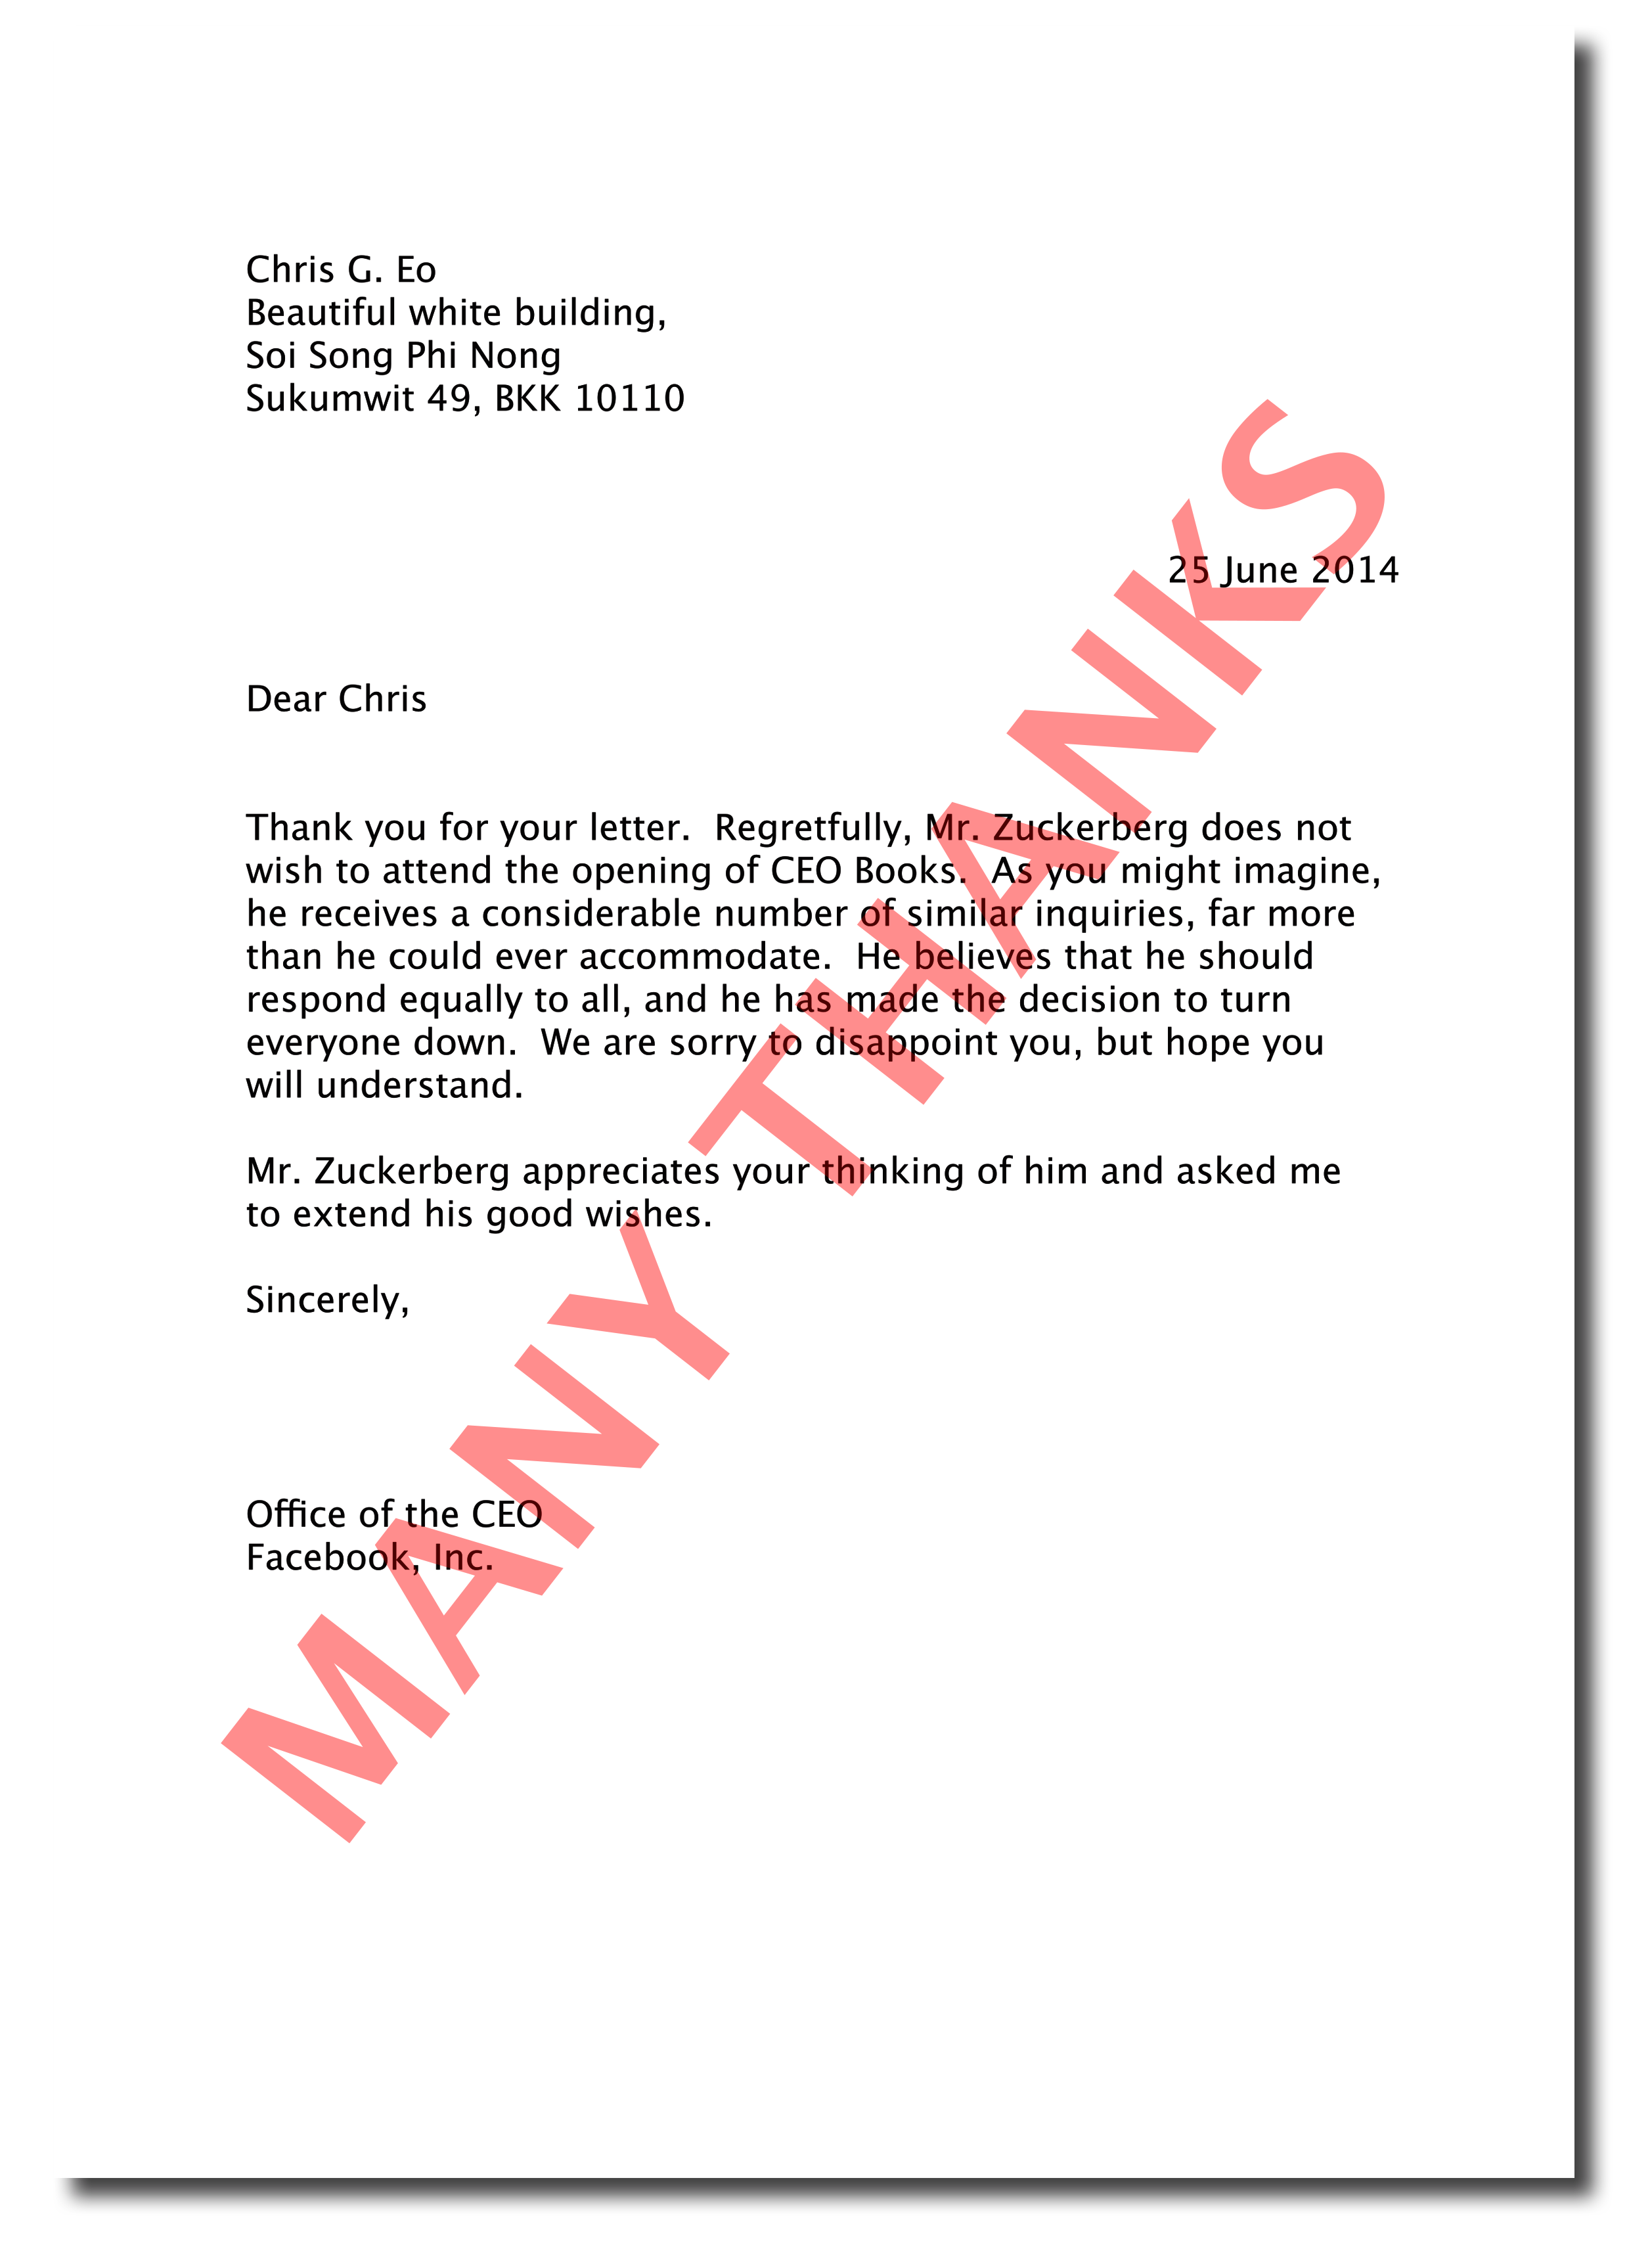 Chris G. Eo
Beautiful white building,
Soi Song Phi Nong
Sukumwit 49, BKK 10110
25 June 2014
Dear Chris
Thank you for your letter.  Regretfully, Mr. Zuckerberg does not
wish to attend the opening of CEO Books.  As you might imagine,
he receives a considerable number of similar inquiries, far more
than he could ever accommodate.  He believes that he should
respond equally to all, and he has made the decision to turn
everyone down.  We are sorry to disappoint you, but hope you
will understand.
Mr. Zuckerberg appreciates your thinking of him and asked me
to extend his good wishes.
Sincerely,
Office of the CEO
Facebook, Inc.
MANY THANKS